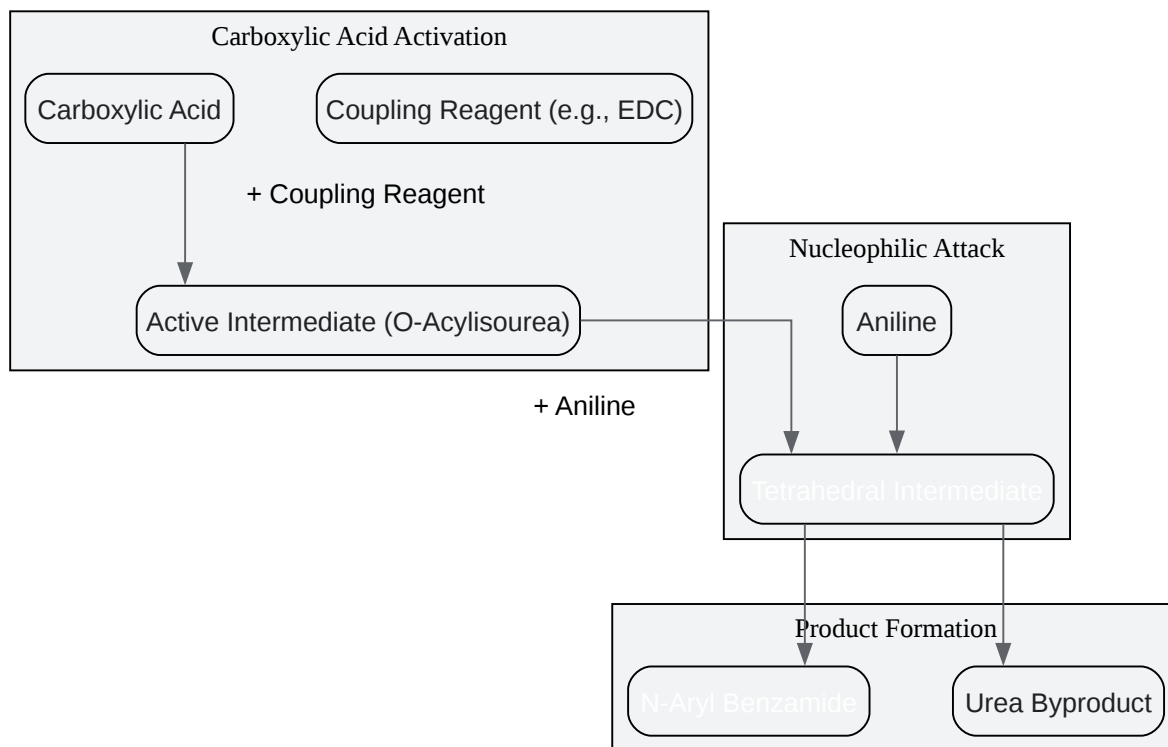 Carboxylic Acid Activation
Carboxylic Acid
Coupling Reagent (e.g., EDC)
+ Coupling Reagent
Nucleophilic Attack
Active Intermediate (O-Acylisourea)
Aniline
+ Aniline
Tetrahedral Intermediate
Product Formation
N-Aryl Benzamide
Urea Byproduct